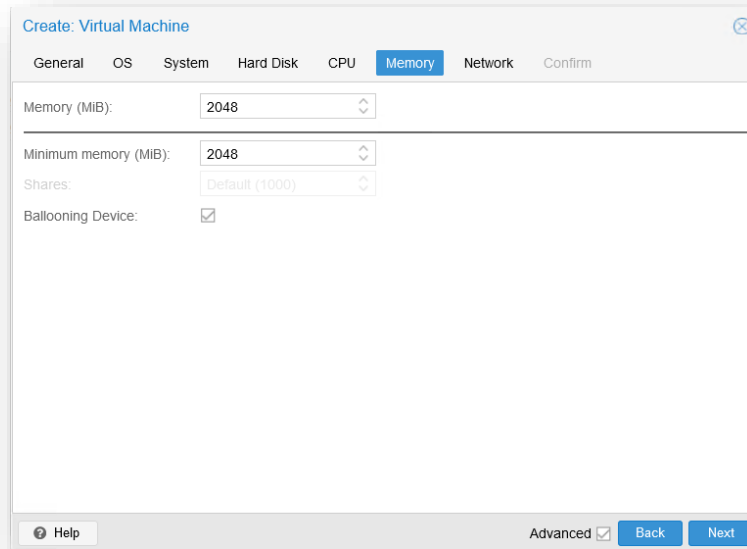 Create: Virtual Machine
General OS System Hard Disk CPU Memory Network Confirm
Memory (MiB): 2048
Minimum memory (MiB): 2048
Shares: Default (1000)
Ballooning Device:
Help Advanced Back Next